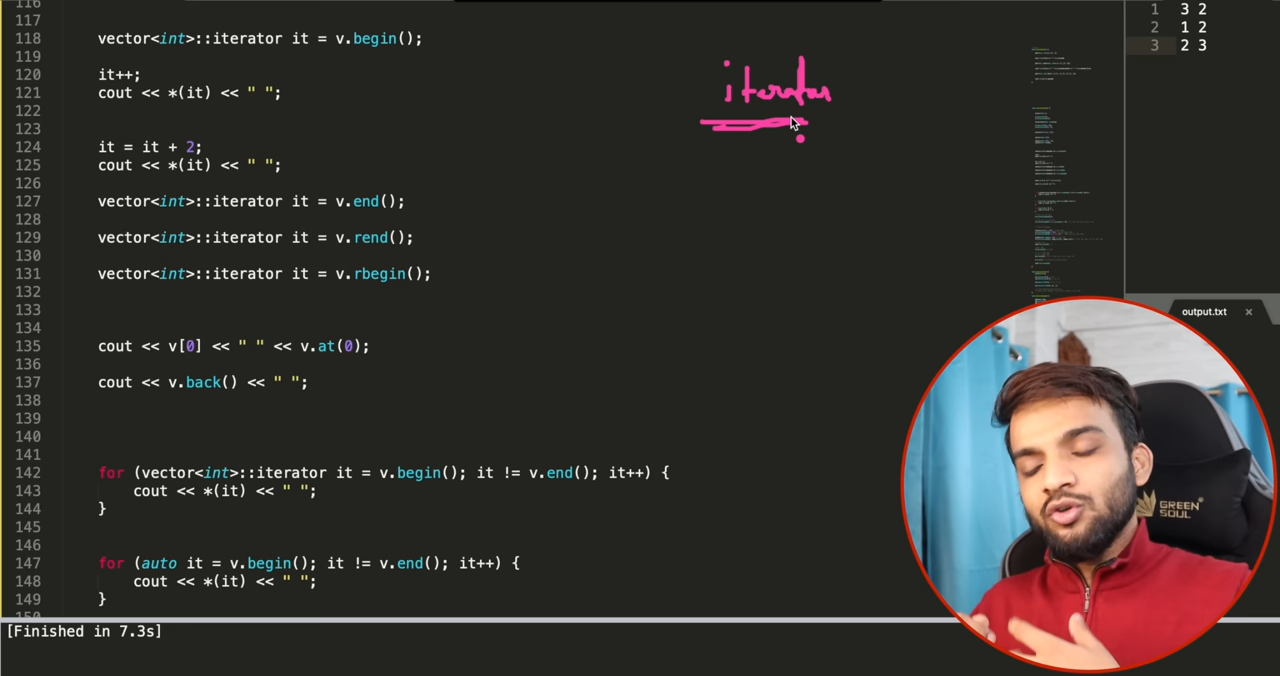 116
117
118 vector<int>::iterator it = v.begin();
119
120 it++;
121 cout << *(it) << " ";
122
123
124 it = it + 2;
125 cout << *(it) << " ";
126
127 vector<int>::iterator it = v.end();
128
129 vector<int>::iterator it = v.rend();
130
131 vector<int>::iterator it = v.rbegin();
132
133
134
135 cout << v[0] << " " << v.at(0);
136
137 cout << v.back() << " ";
138
139
140
141
142 for (vector<int>::iterator it = v.begin(); it != v.end(); it++) {
143 cout << *(it) << " ";
144 }
145
146
147 for (auto it = v.begin(); it != v.end(); it++) {
148 cout << *(it) << " ";
149 }
150
[Finished in 7.3s]
iterator
1 3 2
2 1 2
3 2 3
output.txt ×
GREEN
SOUL